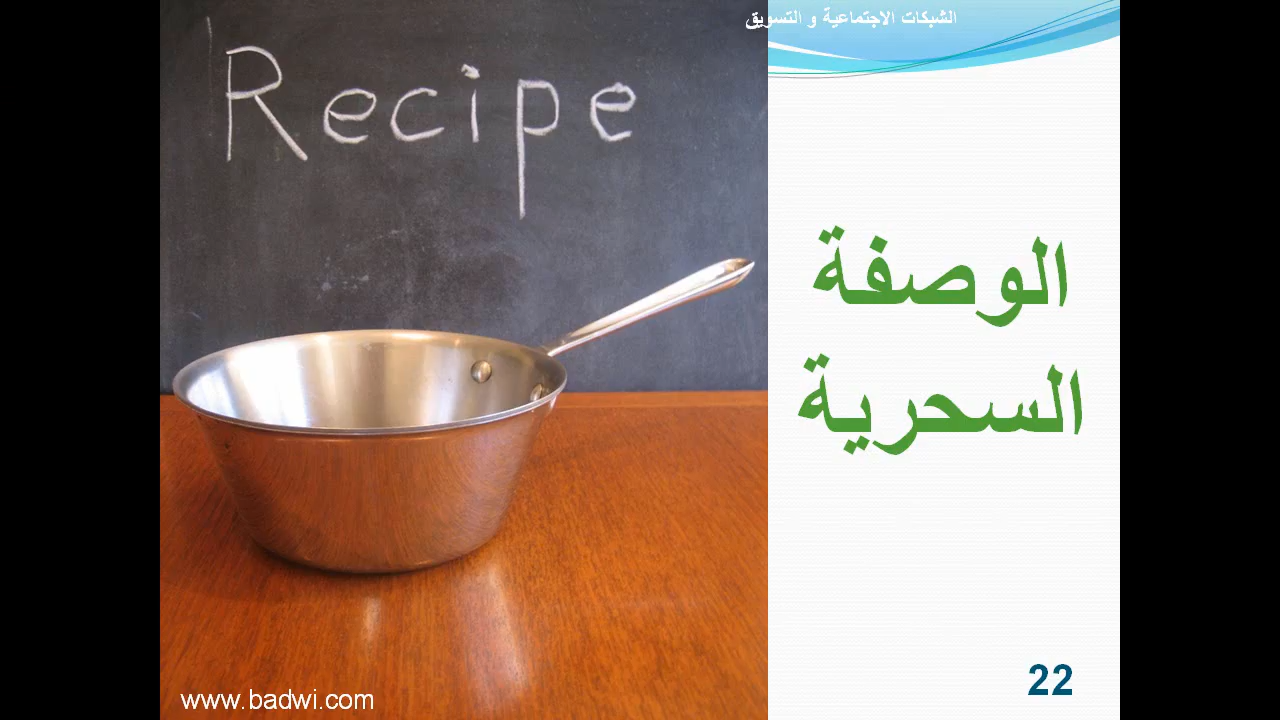 الشبكات الاجتماعية و التسويق
Recipe
الوصفة
السحرية
www.badwi.com
22